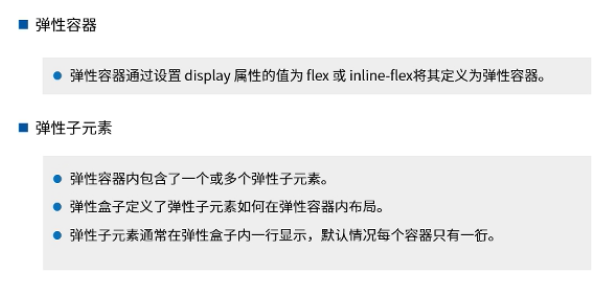 弹性容器
弹性容器通过设置 display 属性的值为 flex 或 inline-flex将其定义为弹性容器。
弹性子元素
弹性容器内包含了一个或多个弹性子元素。
弹性盒子定义了弹性子元素如何在弹性容器内布局。
弹性子元素通常在弹性盒子内一行显示，默认情况每个容器只有一行。